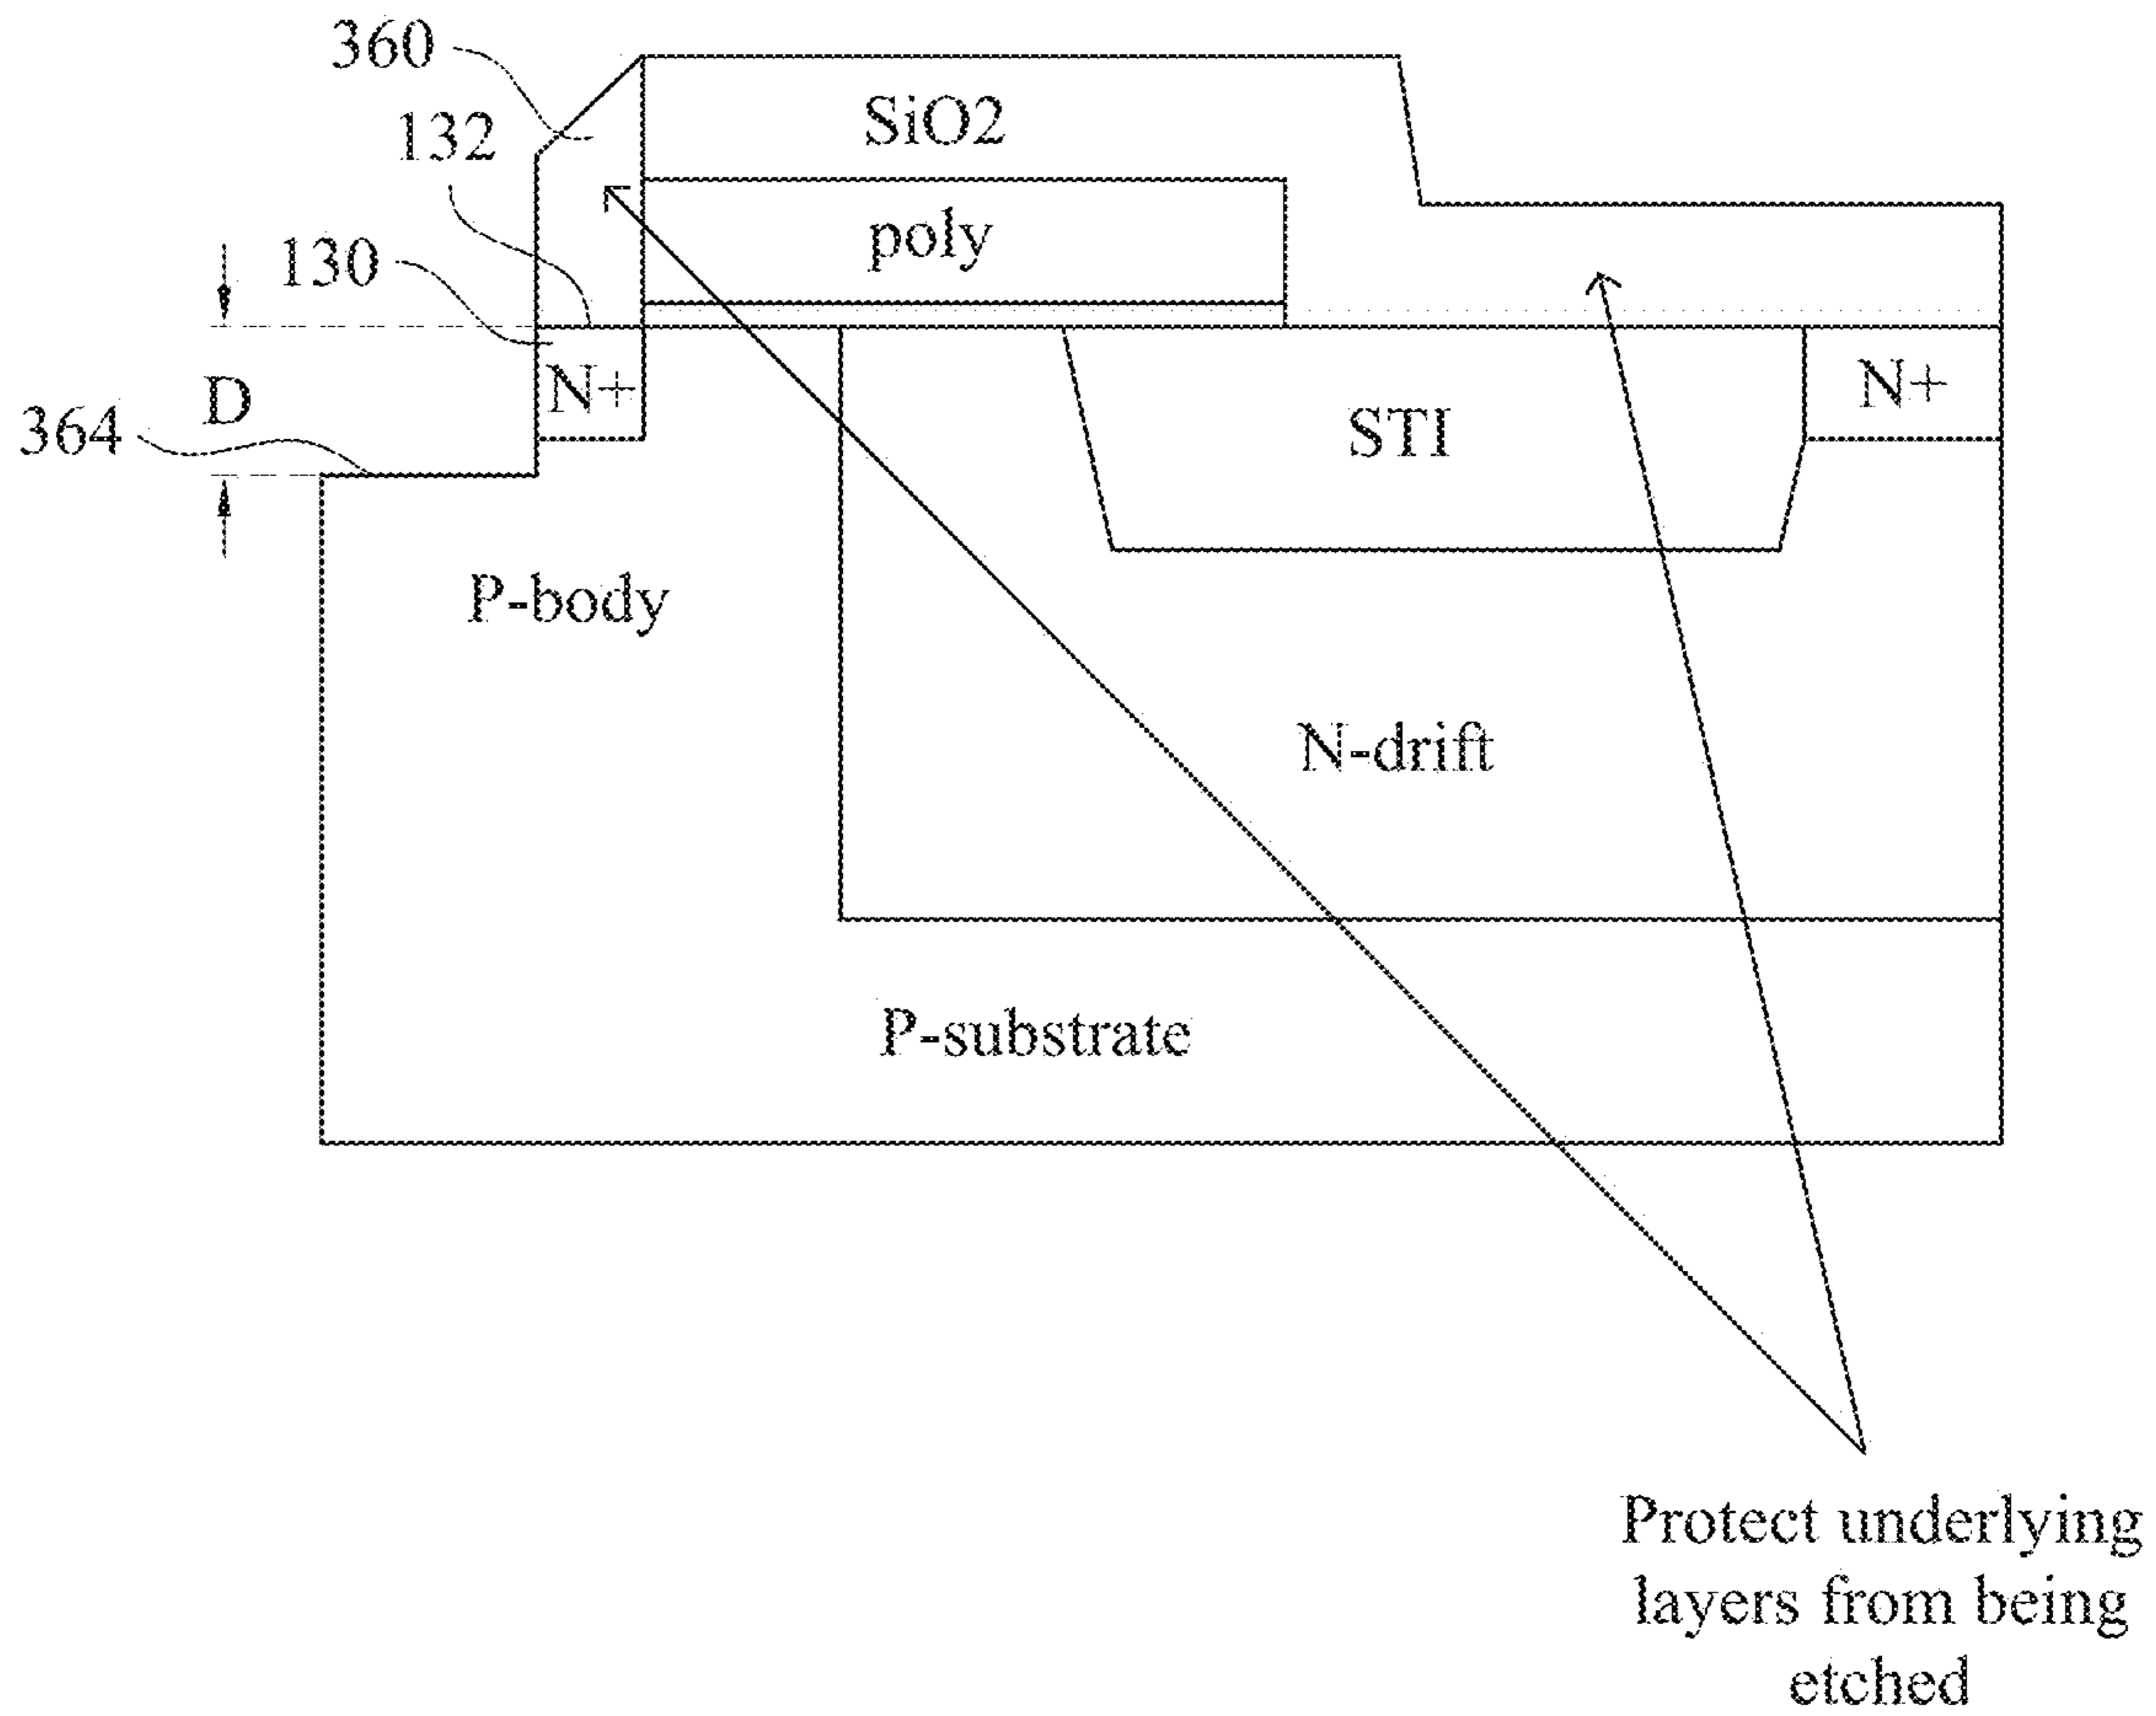 360
SiO2
132
poly
130
N+
N+
D
364
STI
P-body
N-drift
P-substrate
Protect underlying
layers from being
etched